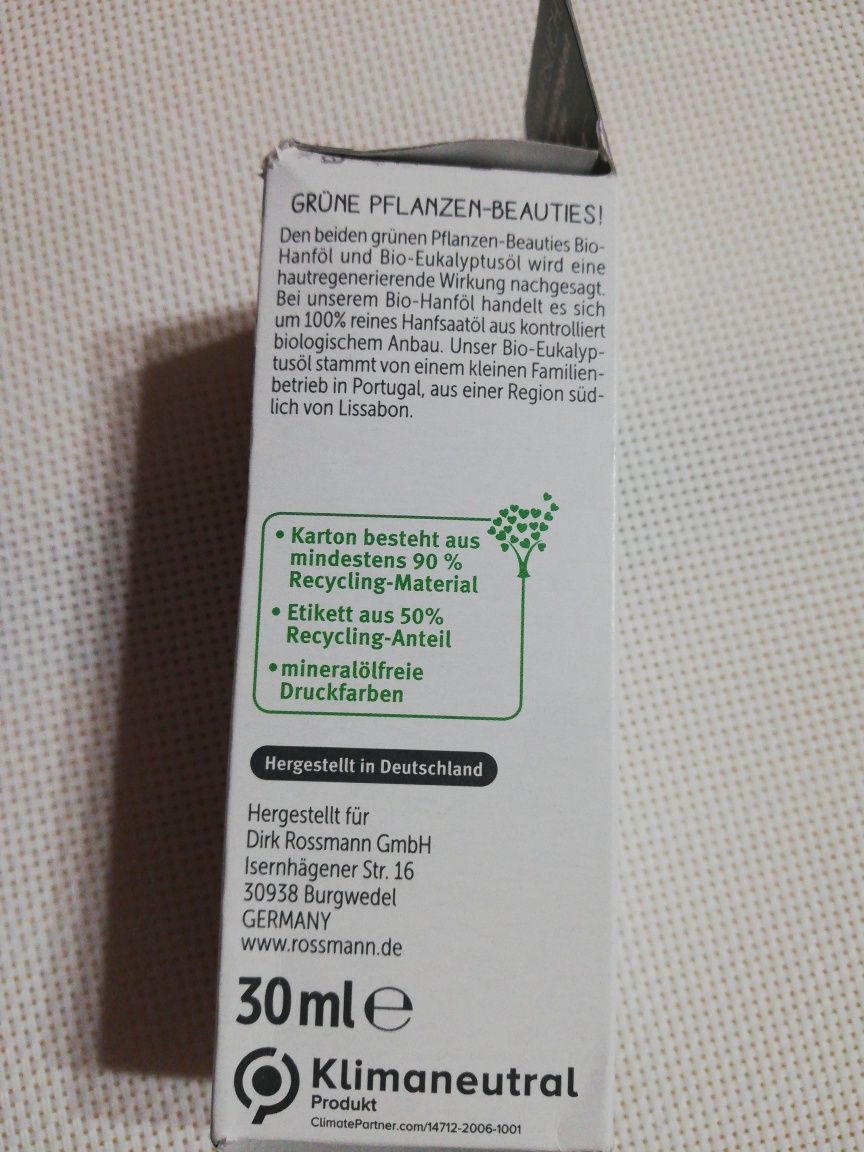 GRÜNE PFLANZEN-BEAUTIES!
Den beiden grünen Pflanzen-Beauties Bio-
Hanföl und Bio-Eukalyptusöl wird eine
hautregenerierende Wirkung nachgesagt.
Bei unserem Bio-Hanföl handelt es sich
um 100% reines Hanfsaatöl aus kontrolliert
biologischem Anbau. Unser Bio-Eukalyp-
tusöl stammt von einem kleinen Familien-
betrieb in Portugal, aus einer Region süd-
lich von Lissabon.
• Karton besteht aus
mindestens 90 %
Recycling-Material
• Etikett aus 50%
Recycling-Anteil
• mineralölfreie
Druckfarben
Hergestellt in Deutschland
Hergestellt für
Dirk Rossmann GmbH
Isernhägener Str. 16
30938 Burgwedel
GERMANY
www.rossmann.de
30 ml ℮
Klimaneutral
Produkt
ClimatePartner.com/14712-2006-1001